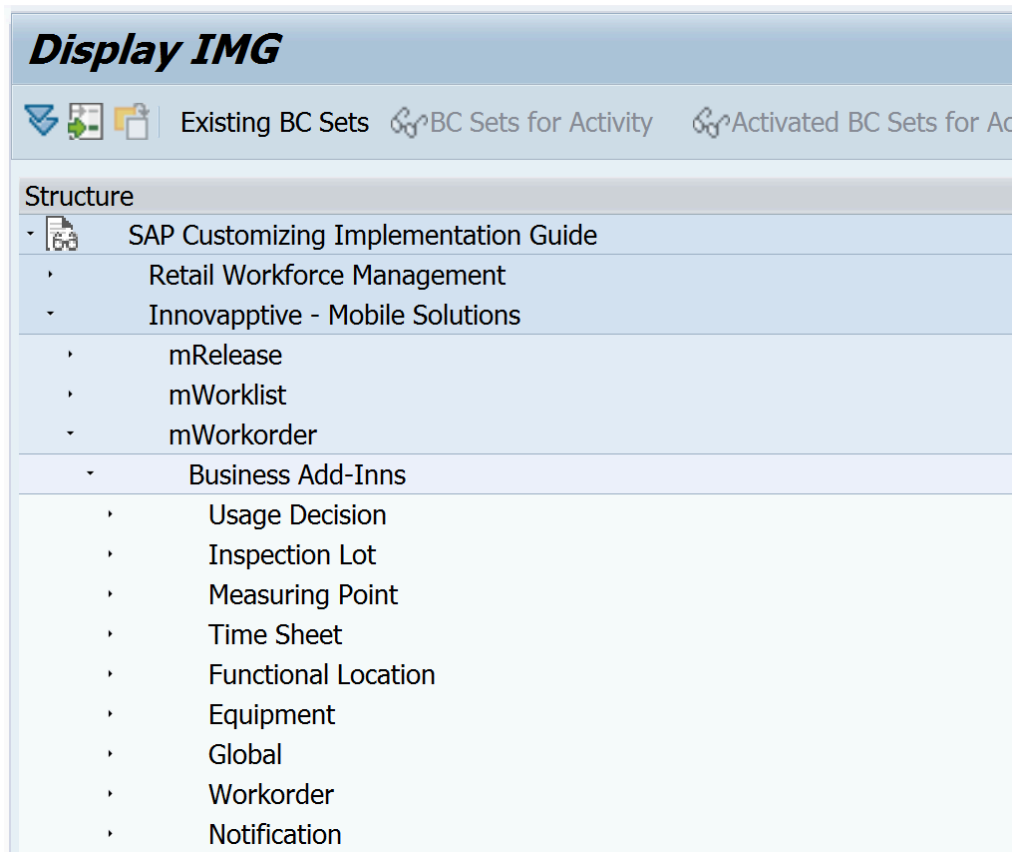 Display IMG
Existing BC Sets BC Sets for Activity Activated BC Sets for Ac
Structure
SAP Customizing Implementation Guide
Retail Workforce Management
Innovapptive - Mobile Solutions
mRelease
mWorklist
mWorkorder
Business Add-Inns
Usage Decision
Inspection Lot
Measuring Point
Time Sheet
Functional Location
Equipment
Global
Workorder
Notification